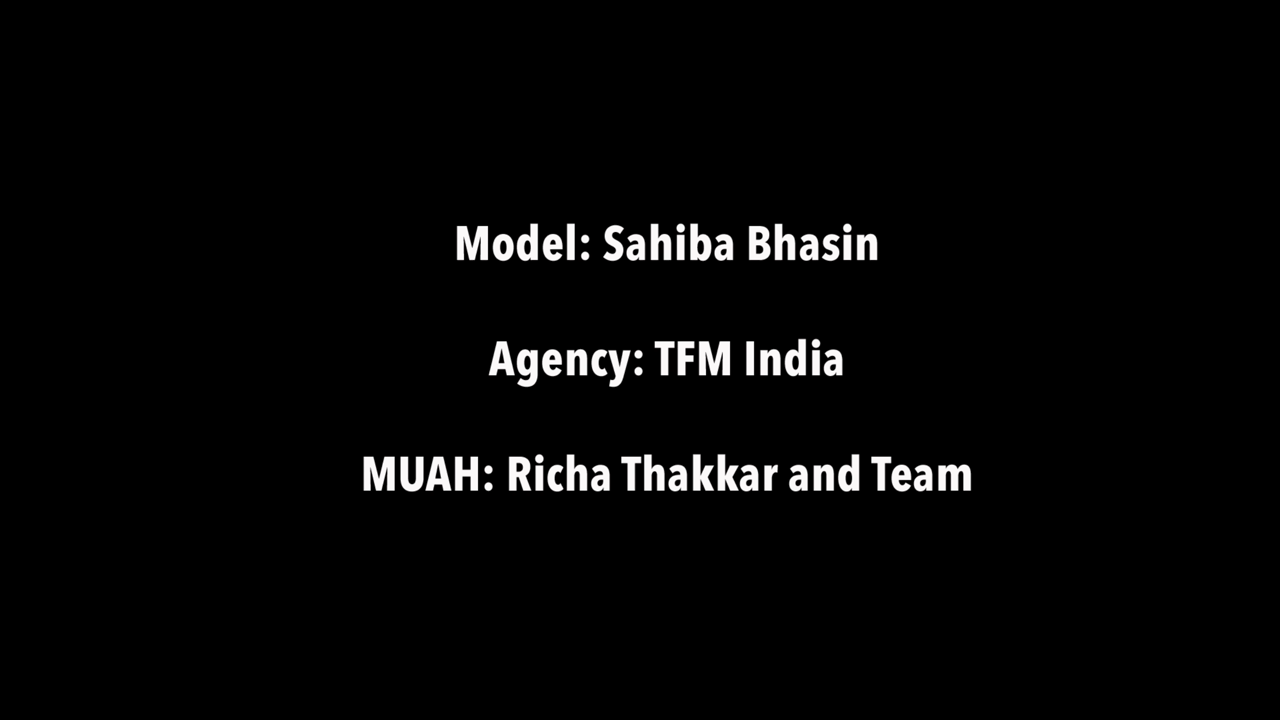 Model: Sahiba Bhasin
Agency: TFM India
MUAH: Richa Thakkar and Team